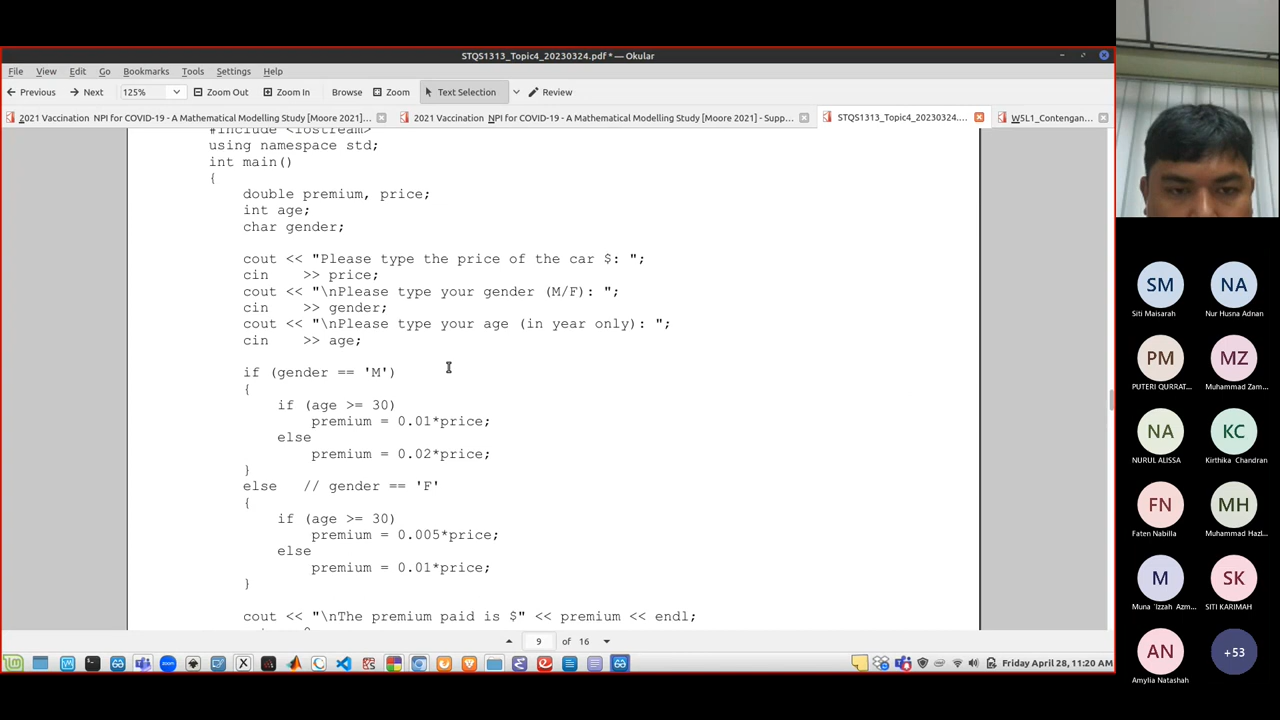 STQS1313_Topic4_20230324.pdf * — Okular
File View Edit Go Bookmarks Tools Settings Help
Previous Next 125% Zoom Out Zoom In Browse Zoom Text Selection Review
2021 Vaccination NPI for COVID-19 - A Mathematical Modelling Study [Moore 2021]...
2021 Vaccination NPI for COVID-19 - A Mathematical Modelling Study [Moore 2021] - Supp...
STQS1313_Topic4_20230324....
W5L1_Contengan...
#include <iostream>
using namespace std;
int main()
{
double premium, price;
int age;
char gender;
cout << "Please type the price of the car $: ";
cin >> price;
cout << "\nPlease type your gender (M/F): ";
cin >> gender;
cout << "\nPlease type your age (in year only): ";
cin >> age;
if (gender == 'M')
{
if (age >= 30)
premium = 0.01*price;
else
premium = 0.02*price;
}
else // gender == 'F'
{
if (age >= 30)
premium = 0.005*price;
else
premium = 0.01*price;
}
cout << "\nThe premium paid is $" << premium << endl;
9 of 16
Friday April 28, 11:20 AM
SM NA
Siti Maisarah Nur Husna Adnan
PM MZ
PUTERI QURRAT... Muhammad Zam...
NA KC
NURUL ALISSA Kirthika Chandran
FN MH
Faten Nabilla Muhammad Hazi...
M SK
Muna `Izzah Azm... SITI KARIMAH
AN +53
Amylia Natashah